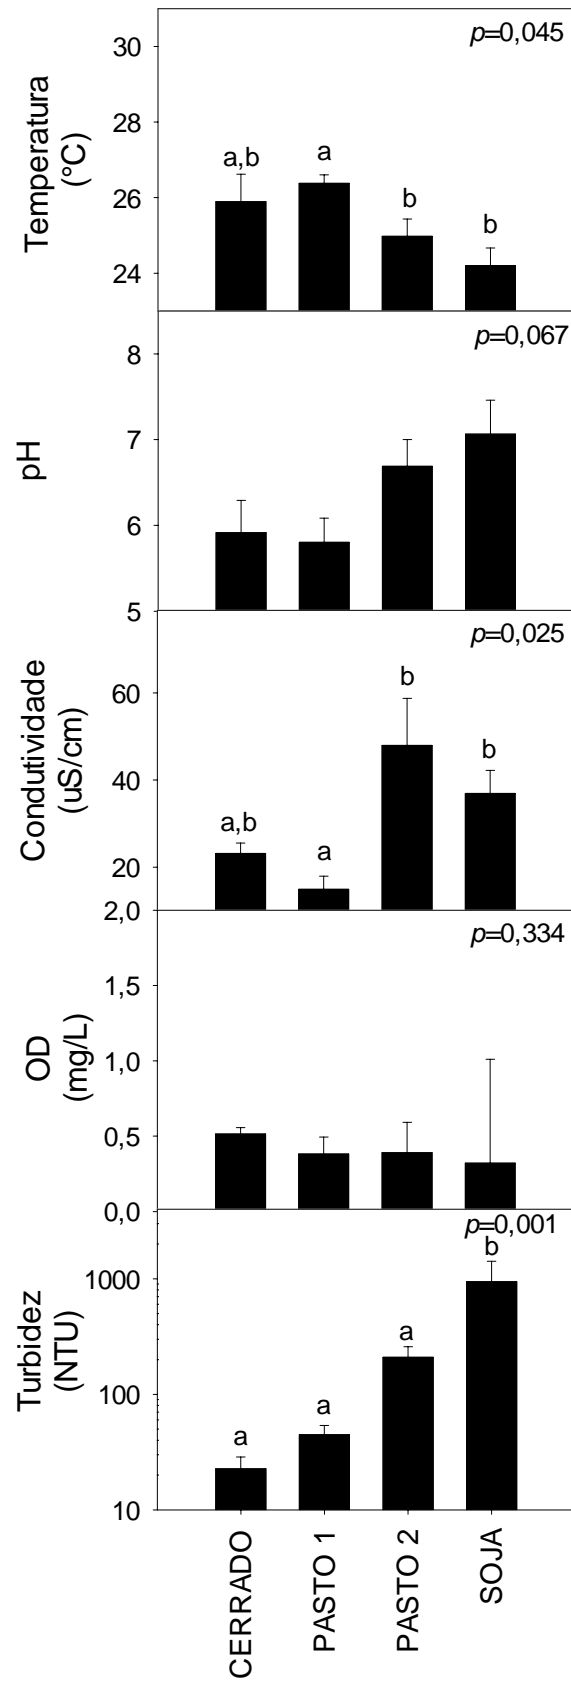 p=0,045
Temperatura
(°C)
30
28
26
24
a,b
a
b
b
p=0,067
pH
8
7
6
5
p=0,025
Condutividade
(uS/cm)
60
40
20
a,b
a
b
b
p=0,334
OD
(mg/L)
2,0
1,5
1,0
0,5
0,0
p=0,001
Turbidez
(NTU)
1000
100
10
a
a
a
b
CERRADO
PASTO 1
PASTO 2
SOJA